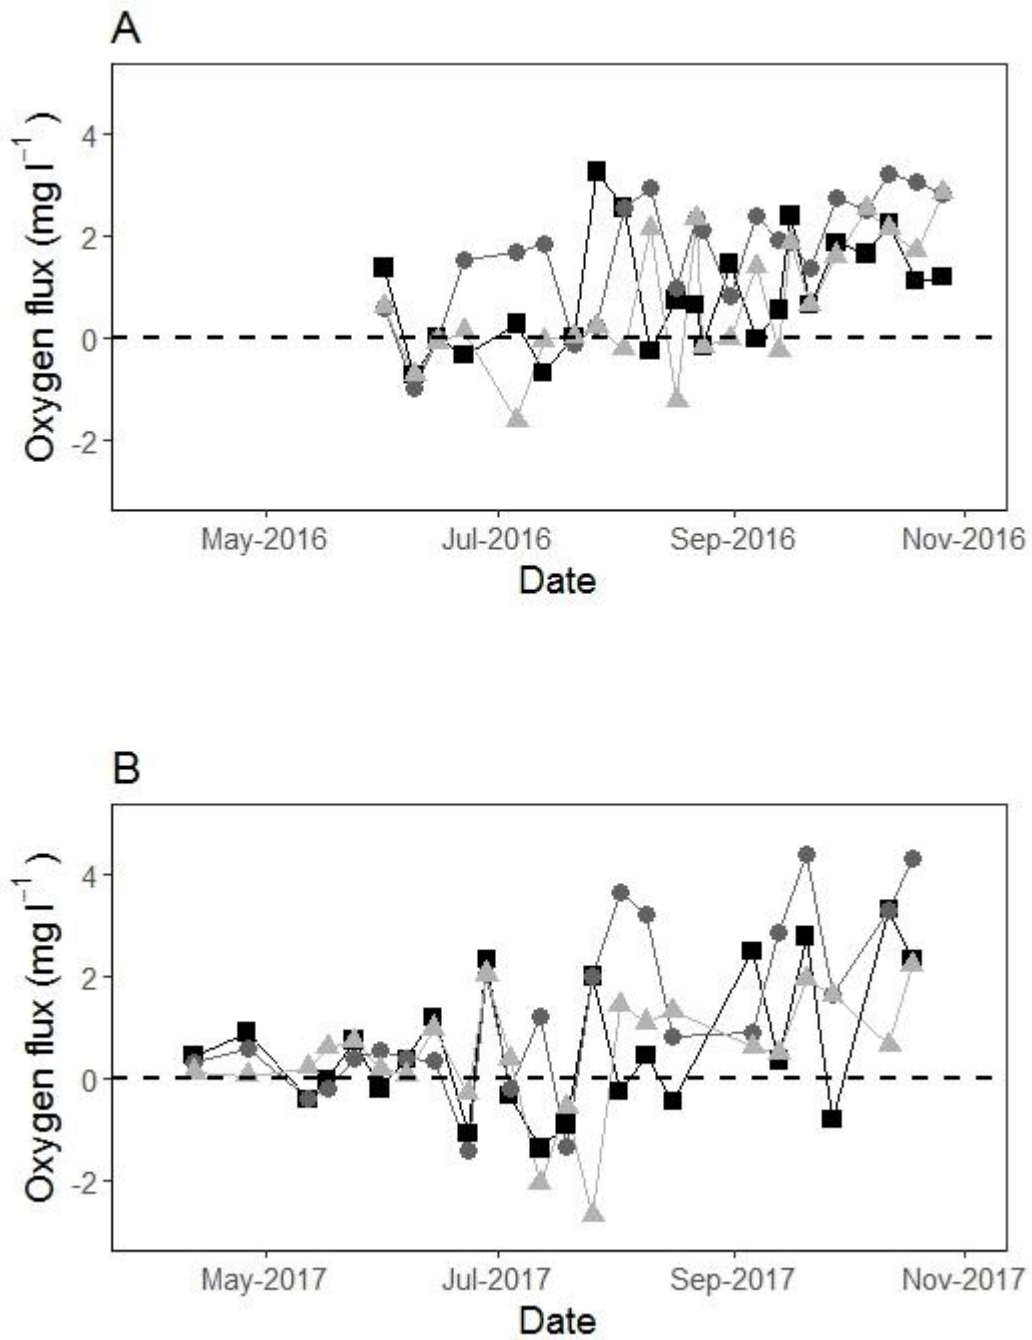 A
Oxygen flux (mg l⁻¹)
4
2
0
-2
May-2016 Jul-2016 Sep-2016 Nov-2016
Date
B
Oxygen flux (mg l⁻¹)
4
2
0
-2
May-2017 Jul-2017 Sep-2017 Nov-2017
Date